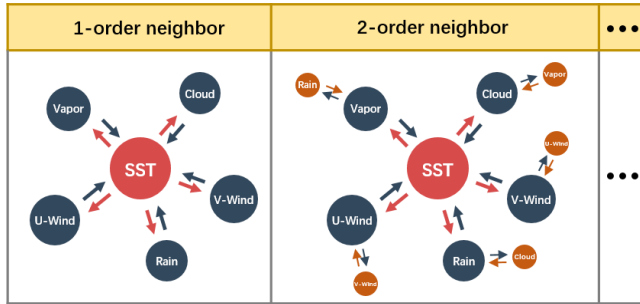 1-order neighbor
2-order neighbor
•••
Vapor
Cloud
SST
U-Wind
V-Wind
Rain
Rain
Vapor
Cloud
Vapor
SST
U-Wind
V-Wind
U-Wind
V-Wind
Rain
Cloud
•••